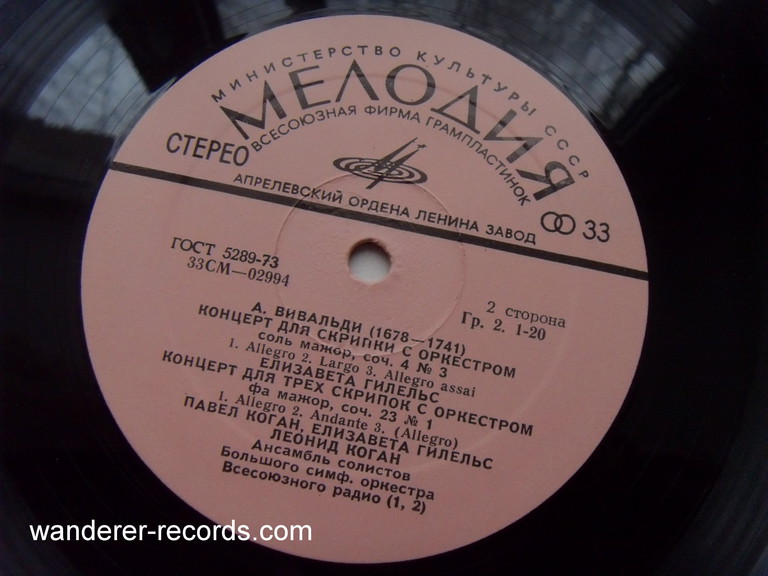 МИНИСТЕРСТВО КУЛЬТУРЫ СССР
МЕЛОДИЯ
ВСЕСОЮЗНАЯ ФИРМА ГРАМПЛАСТИНОК
СТЕРЕО
АПРЕЛЕВСКИЙ ОРДЕНА ЛЕНИНА ЗАВОД
33
ГОСТ 5289-73
33СМ—02994
2 сторона
Гр. 2. 1-20
А. ВИВАЛЬДИ (1678—1741)
КОНЦЕРТ ДЛЯ СКРИПКИ С ОРКЕСТРОМ
соль мажор, соч. 4 № 3
1. Allegro 2. Largo 3. Allegro assai
ЕЛИЗАВЕТА ГИЛЕЛЬС
КОНЦЕРТ ДЛЯ ТРЕХ СКРИПОК С ОРКЕСТРОМ
фа мажор, соч. 23 № 1
1. Allegro 2. Andante 3. (Allegro)
ПАВЕЛ КОГАН, ЕЛИЗАВЕТА ГИЛЕЛЬС
ЛЕОНИД КОГАН
Ансамбль солистов
Большого симф. оркестра
Всесоюзного радио (1, 2)
wanderer-records.com